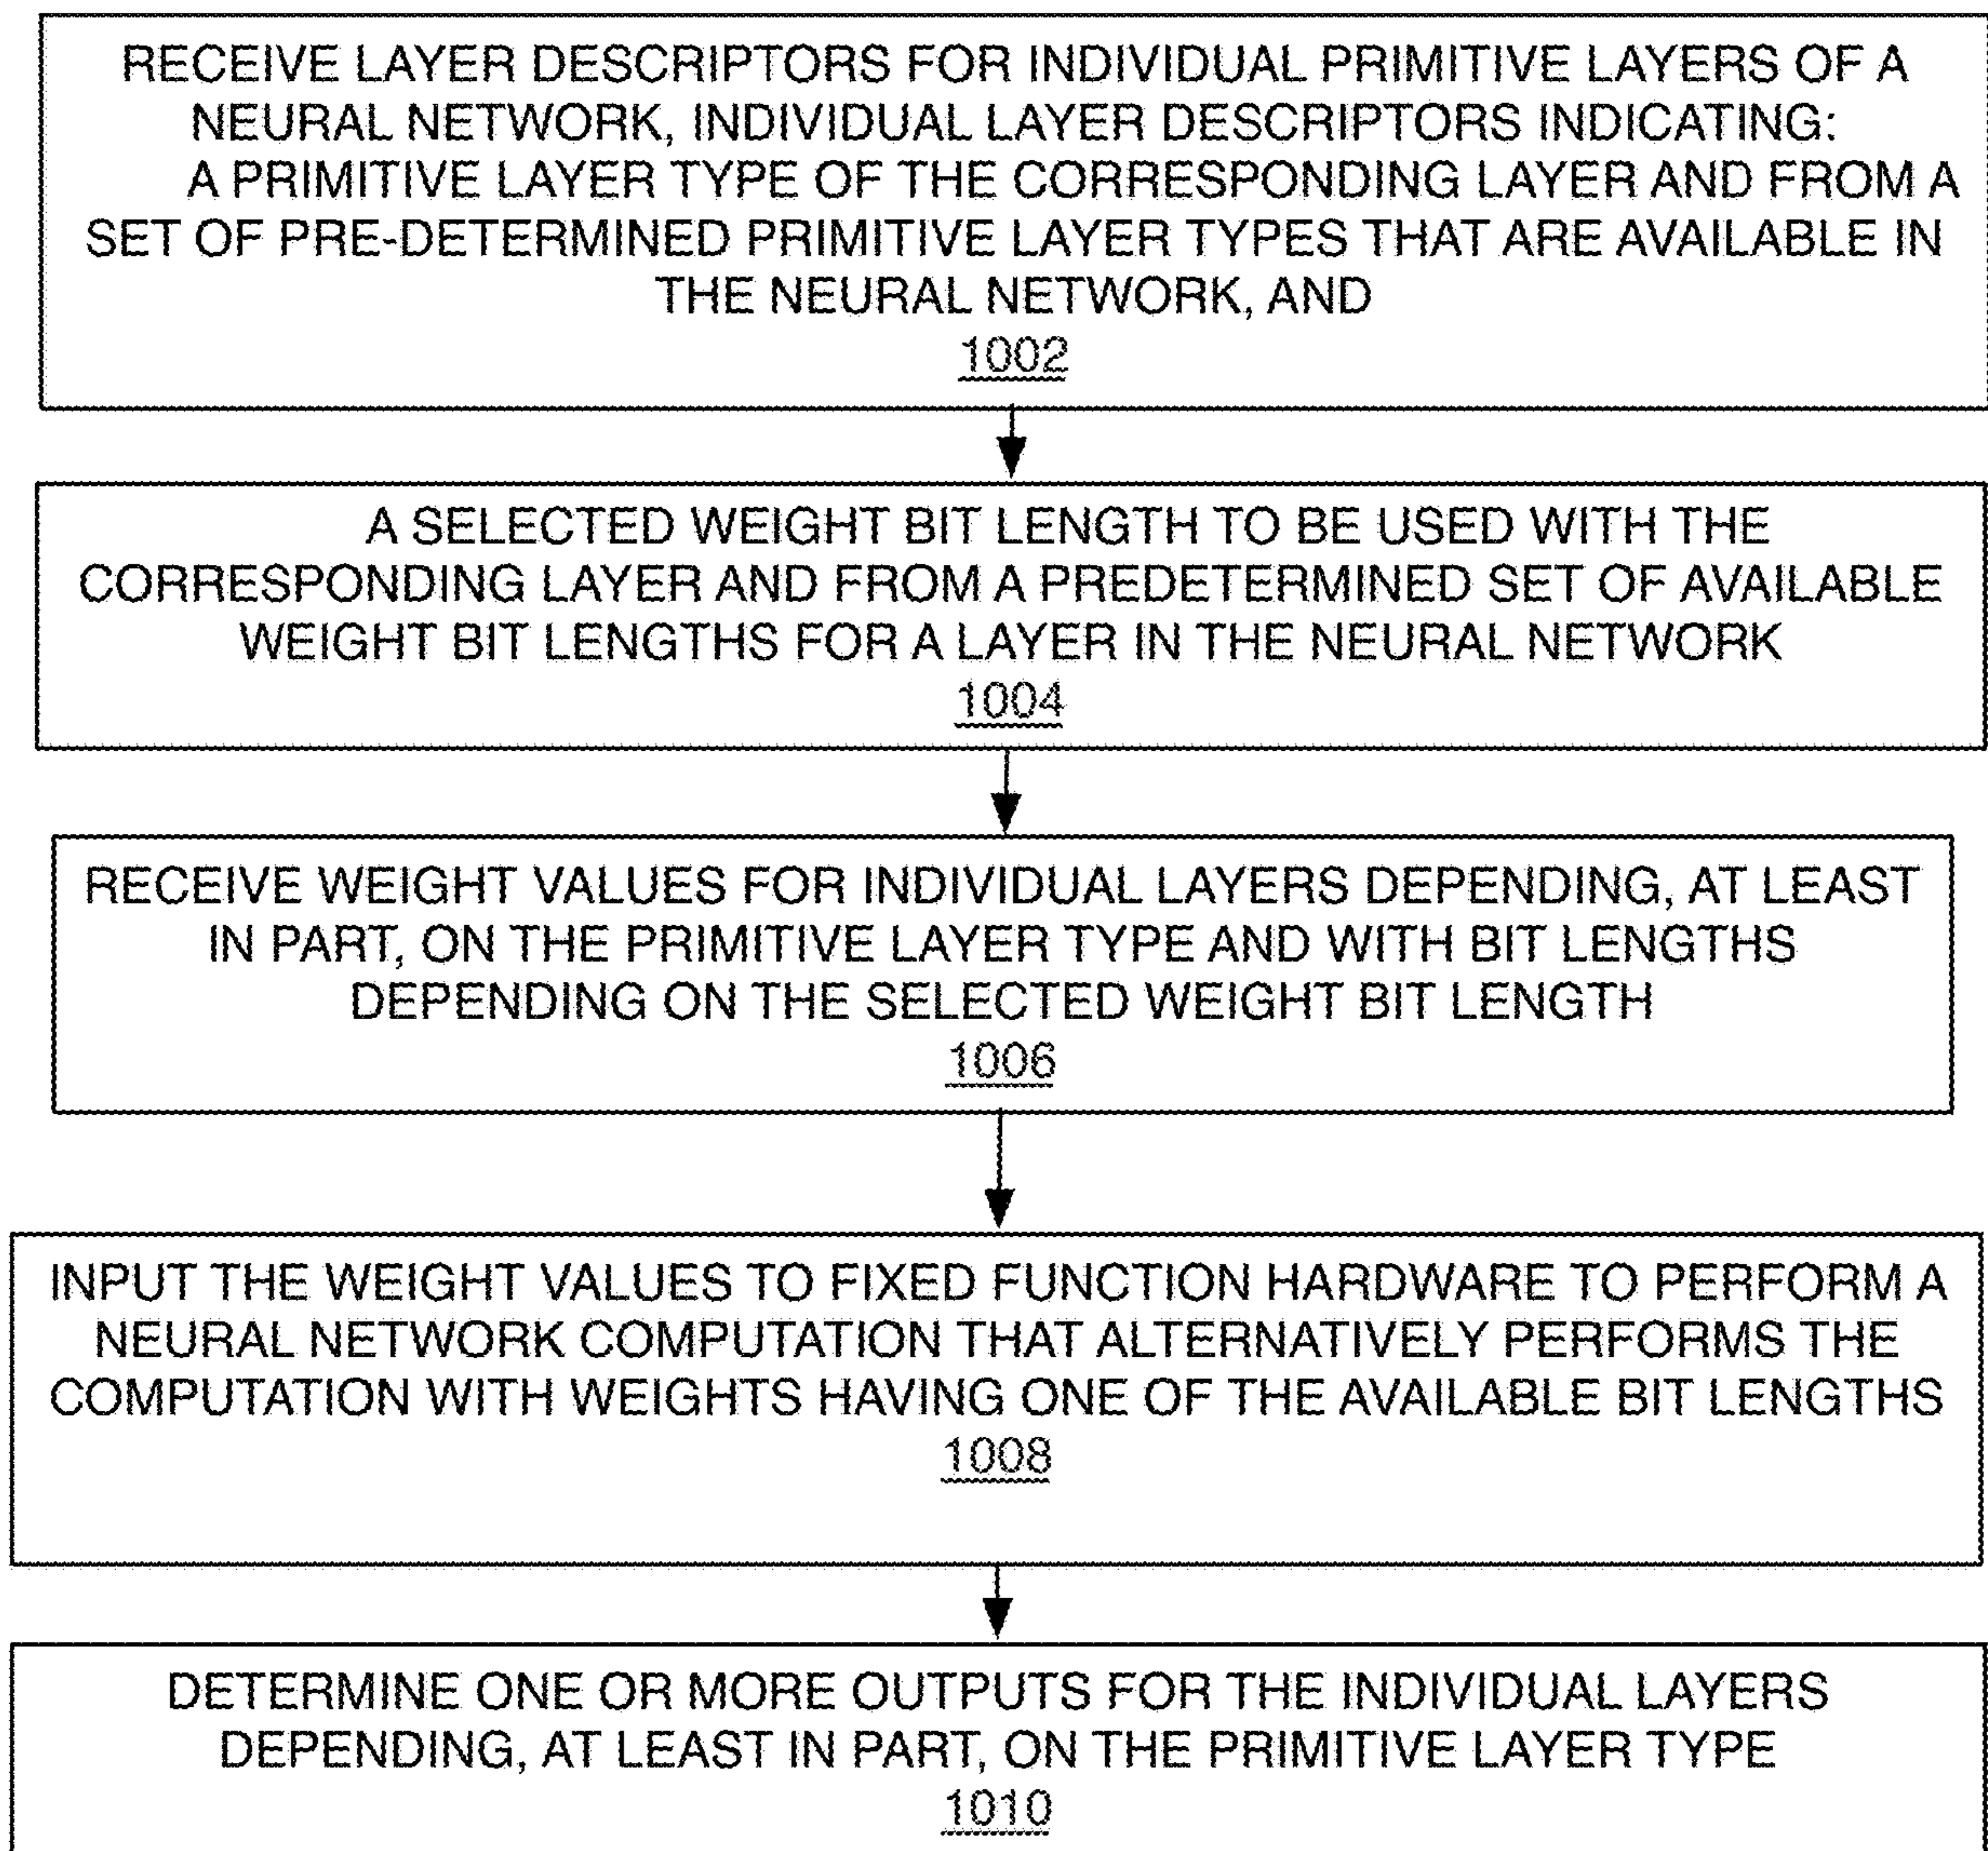 RECEIVE LAYER DESCRIPTORS FOR INDIVIDUAL PRIMITIVE LAYERS OF A
NEURAL NETWORK, INDIVIDUAL LAYER DESCRIPTORS INDICATING:
A PRIMITIVE LAYER TYPE OF THE CORRESPONDING LAYER AND FROM A
SET OF PRE-DETERMINED PRIMITIVE LAYER TYPES THAT ARE AVAILABLE IN
THE NEURAL NETWORK, AND
1002
A SELECTED WEIGHT BIT LENGTH TO BE USED WITH THE
CORRESPONDING LAYER AND FROM A PREDETERMINED SET OF AVAILABLE
WEIGHT BIT LENGTHS FOR A LAYER IN THE NEURAL NETWORK
1004
RECEIVE WEIGHT VALUES FOR INDIVIDUAL LAYERS DEPENDING, AT LEAST
IN PART, ON THE PRIMITIVE LAYER TYPE AND WITH BIT LENGTHS
DEPENDING ON THE SELECTED WEIGHT BIT LENGTH
1006
INPUT THE WEIGHT VALUES TO FIXED FUNCTION HARDWARE TO PERFORM A
NEURAL NETWORK COMPUTATION THAT ALTERNATIVELY PERFORMS THE
COMPUTATION WITH WEIGHTS HAVING ONE OF THE AVAILABLE BIT LENGTHS
1008
DETERMINE ONE OR MORE OUTPUTS FOR THE INDIVIDUAL LAYERS
DEPENDING, AT LEAST IN PART, ON THE PRIMITIVE LAYER TYPE
1010